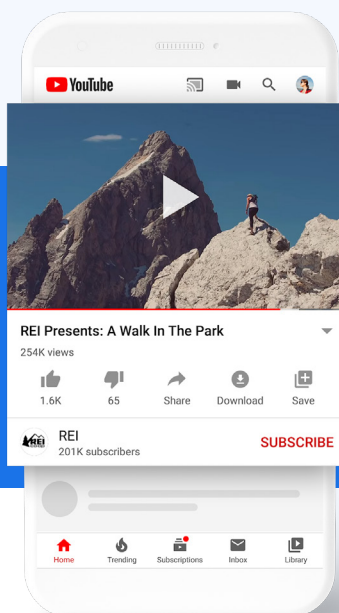 YouTube
REI Presents: A Walk In The Park
254K views
1.6K 65 Share Download Save
REI
REI
201K subscribers
SUBSCRIBE
Home Trending Subscriptions Inbox Library